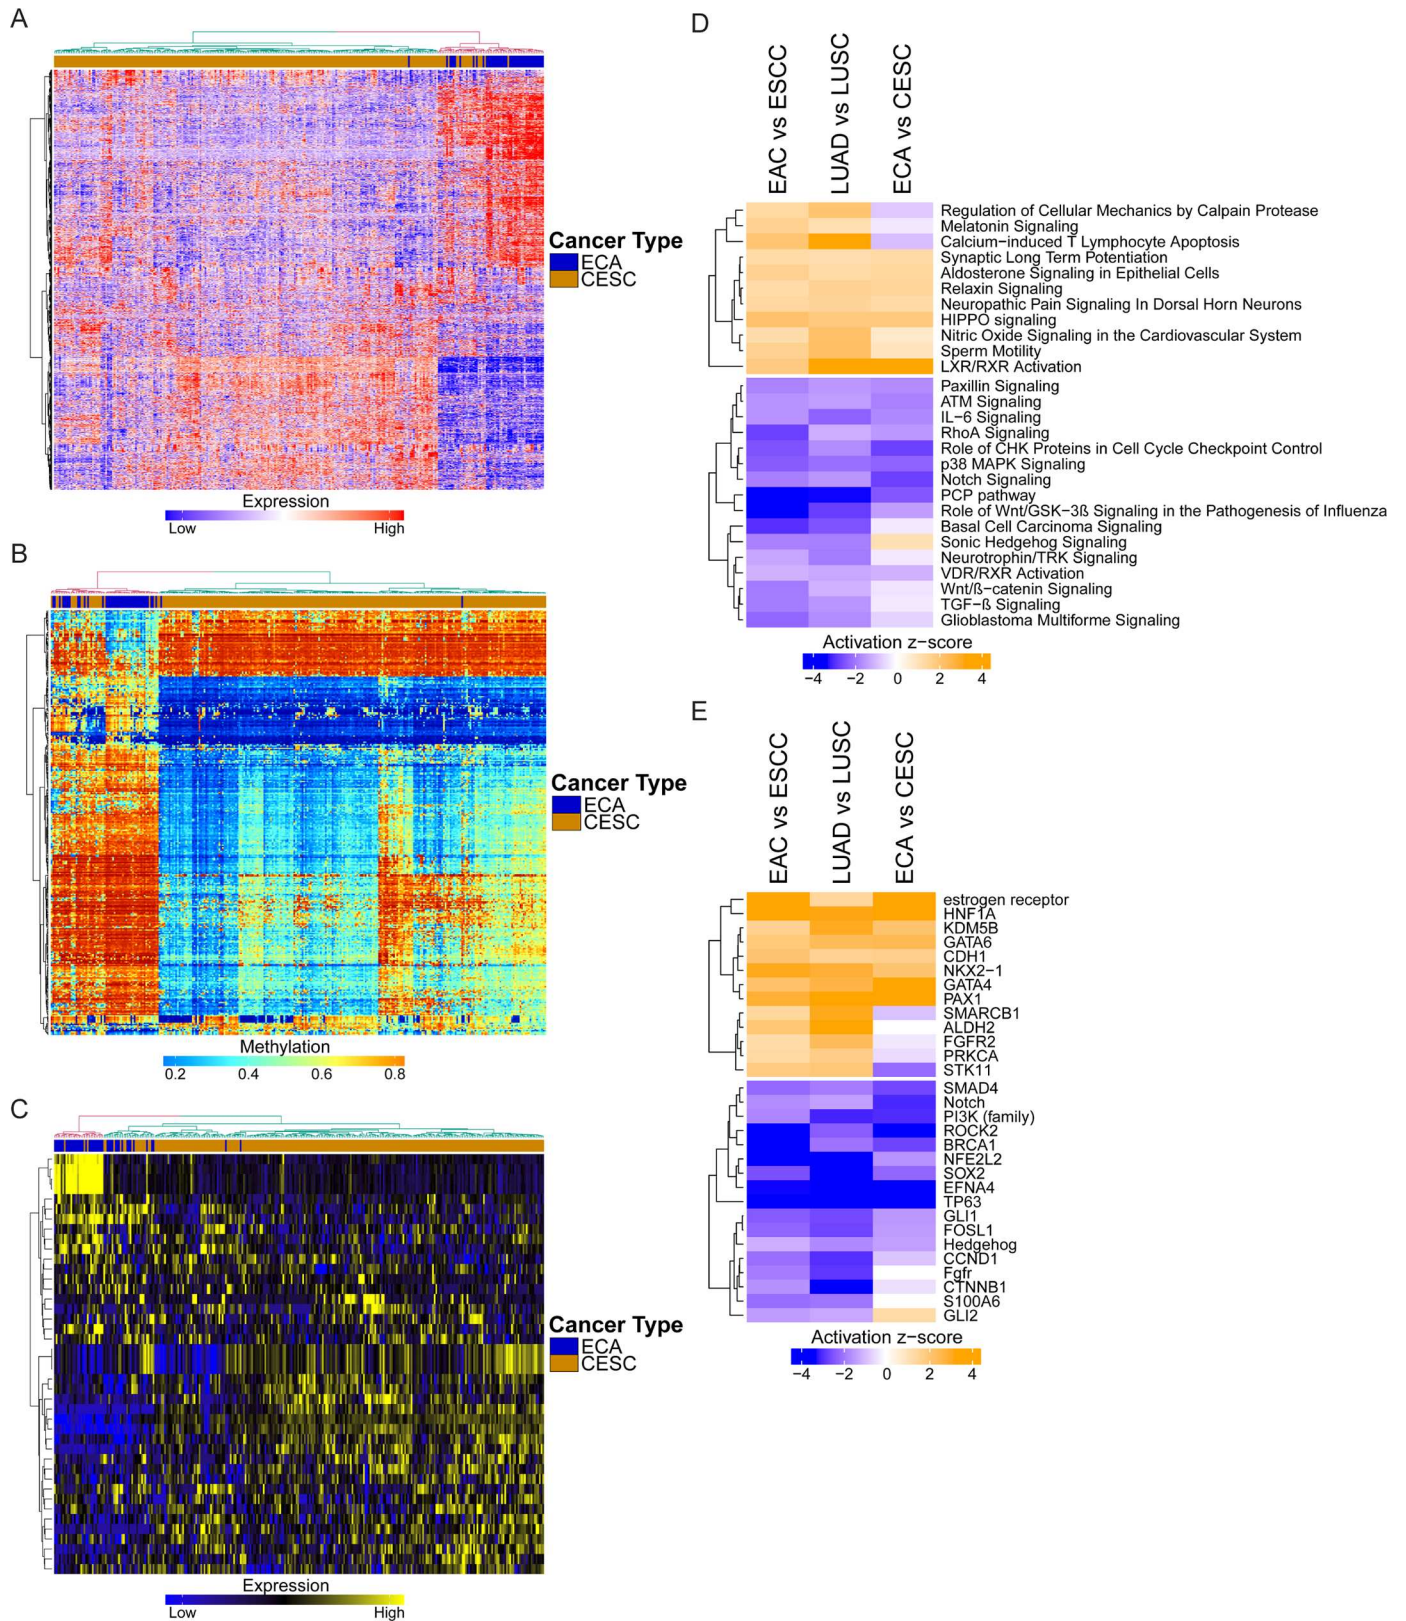 A
Cancer Type
ECA
CESC
Expression
Low
High
B
Cancer Type
ECA
CESC
Methylation
0.2
0.4
0.6
0.8
C
Cancer Type
ECA
CESC
Expression
Low
High
D
EAC vs ESCC
LUAD vs LUSC
ECA vs CESC
Regulation of Cellular Mechanics by Calpain Protease
Melatonin Signaling
Calcium-induced T Lymphocyte Apoptosis
Synaptic Long Term Potentiation
Aldosterone Signaling in Epithelial Cells
Relaxin Signaling
Neuropathic Pain Signaling In Dorsal Horn Neurons
HIPPO signaling
Nitric Oxide Signaling in the Cardiovascular System
Sperm Motility
LXR/RXR Activation
Paxillin Signaling
ATM Signaling
IL−6 Signaling
RhoA Signaling
Role of CHK Proteins in Cell Cycle Checkpoint Control
p38 MAPK Signaling
Notch Signaling
PCP pathway
Role of Wnt/GSK−3ß Signaling in the Pathogenesis of Influenza
Basal Cell Carcinoma Signaling
Sonic Hedgehog Signaling
Neurotrophin/TRK Signaling
VDR/RXR Activation
Wnt/ß−catenin Signaling
TGF−ß Signaling
Glioblastoma Multiforme Signaling
Activation z−score
−4
−2
0
2
4
E
EAC vs ESCC
LUAD vs LUSC
ECA vs CESC
estrogen receptor
HNF1A
KDM5B
GATA6
CDH1
NKX2−1
GATA4
PAX1
SMARCB1
ALDH2
FGFR2
PRKCA
STK11
SMAD4
Notch
PI3K (family)
ROCK2
BRCA1
NFE2L2
SOX2
EFNA4
TP63
GLI1
FOSL1
Hedgehog
CCND1
Fgfr
CTNNB1
S100A6
GLI2
Activation z−score
−4
−2
0
2
4